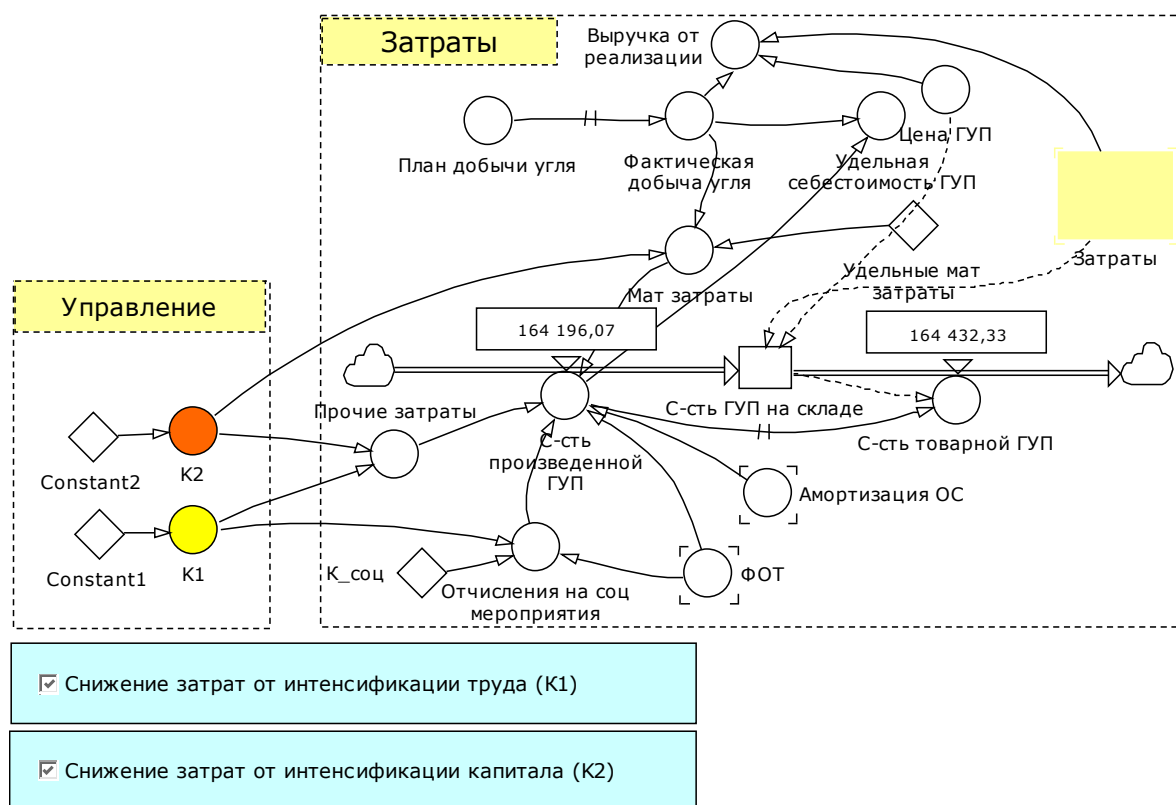 Затраты
Выручка от
реализации
План добычи угля
Фактическая
добыча угля
Удельная
себестоимость ГУП
Цена ГУП
Затраты
Удельные мат
затраты
Мат затраты
Управление
164 196,07
164 432,33
Прочие затраты
С-сть ГУП на складе
С-сть товарной ГУП
С-сть
произведенной
ГУП
Constant2
K2
Амортизация ОС
Constant1
K1
К_соц
Отчисления на соц
мероприятия
ФОТ
Снижение затрат от интенсификации труда (K1)
Снижение затрат от интенсификации капитала (K2)